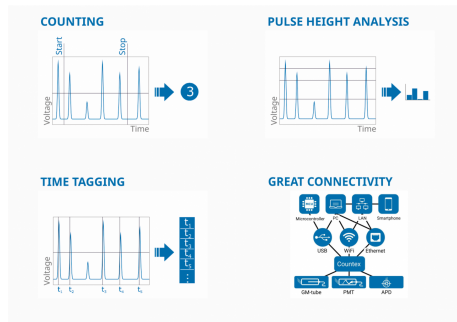 COUNTING
Start
Stop
Voltage
Time
3
PULSE HEIGHT ANALYSIS
Voltage
Time
TIME TAGGING
Voltage
GREAT CONNECTIVITY
Microcontroller
PC
LAN
Smartphone
USB
WiFi
Ethernet
Countex
GM-tube
PMT
APD